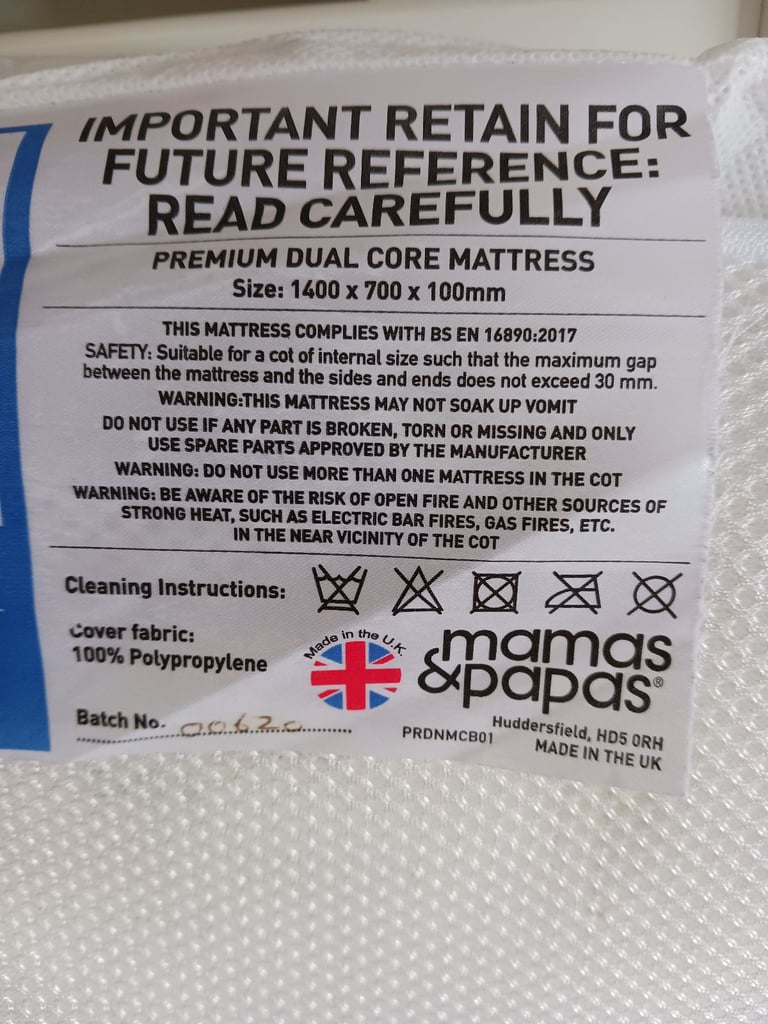 IMPORTANT RETAIN FOR
FUTURE REFERENCE:
READ CAREFULLY
PREMIUM DUAL CORE MATTRESS
Size: 1400 x 700 x 100mm
THIS MATTRESS COMPLIES WITH BS EN 16890:2017
SAFETY: Suitable for a cot of internal size such that the maximum gap
between the mattress and the sides and ends does not exceed 30 mm.
WARNING:THIS MATTRESS MAY NOT SOAK UP VOMIT
DO NOT USE IF ANY PART IS BROKEN, TORN OR MISSING AND ONLY
USE SPARE PARTS APPROVED BY THE MANUFACTURER
WARNING: DO NOT USE MORE THAN ONE MATTRESS IN THE COT
WARNING: BE AWARE OF THE RISK OF OPEN FIRE AND OTHER SOURCES OF
STRONG HEAT, SUCH AS ELECTRIC BAR FIRES, GAS FIRES, ETC.
IN THE NEAR VICINITY OF THE COT
Cleaning Instructions:
Cover fabric:
100% Polypropylene
Made in the U.K
mamas
&papas®
Batch No. 00620
PRDNMCB01
Huddersfield, HD5 0RH
MADE IN THE UK